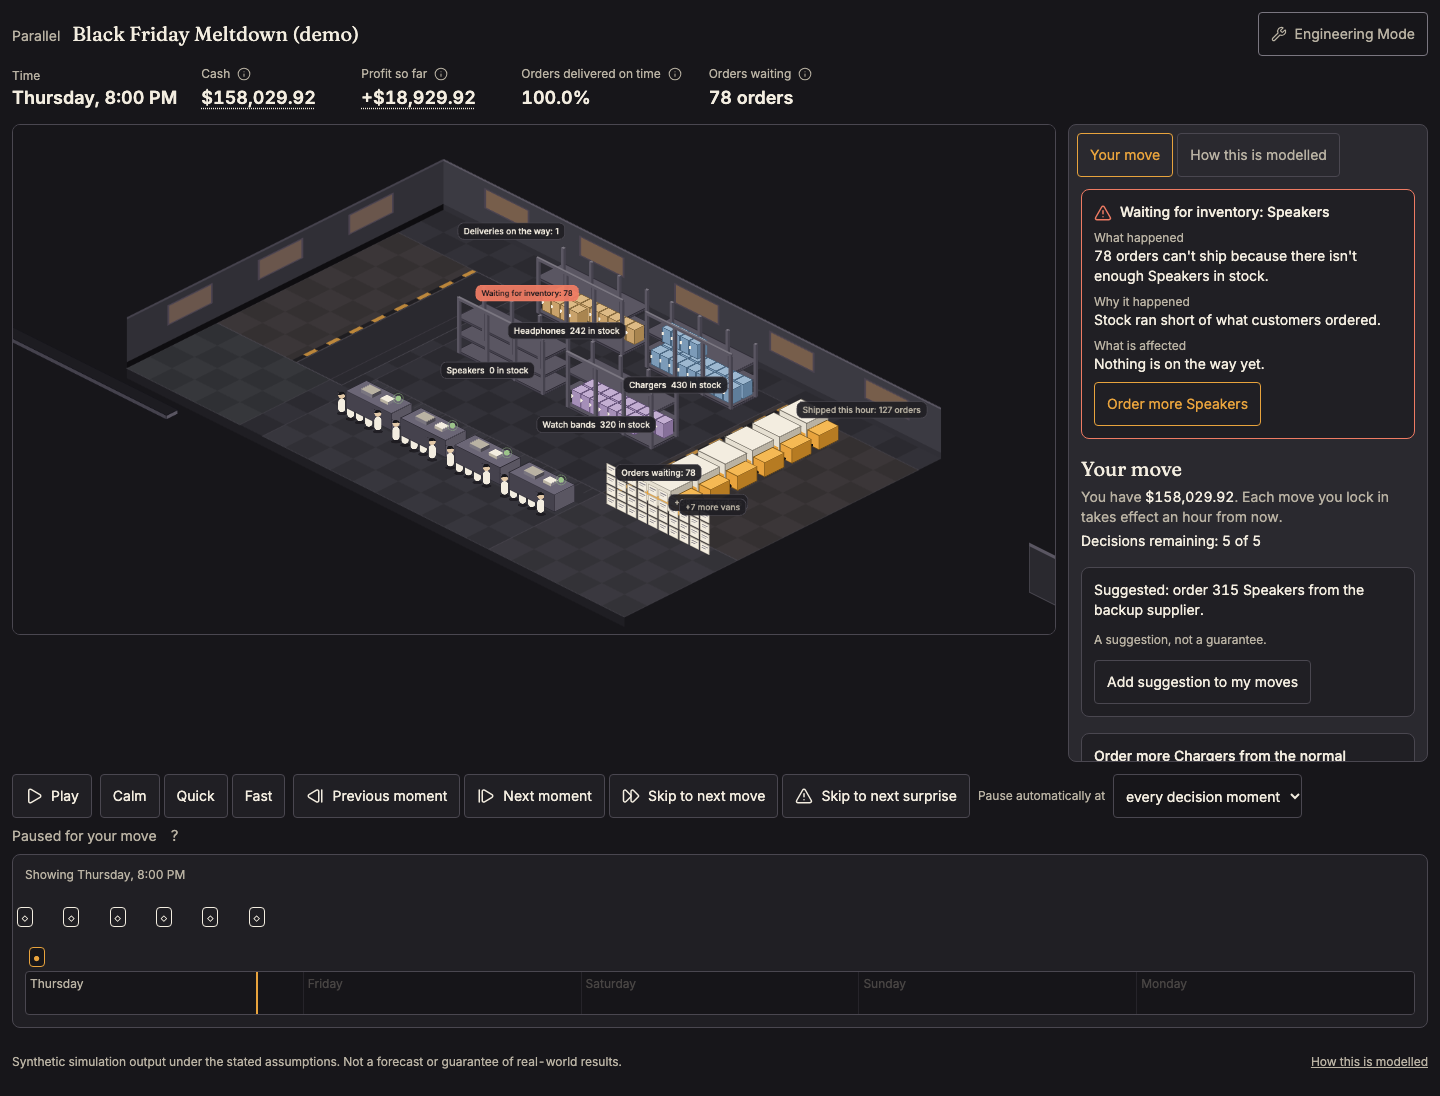 Parallel Black Friday Meltdown (demo)
Engineering Mode
Time
Thursday, 8:00 PM
Cash
$158,029.92
Profit so far
+$18,929.92
Orders delivered on time
100.0%
Orders waiting
78 orders
Deliveries on the way: 1
Waiting for inventory: 78
Headphones 242 in stock
Speakers 0 in stock
Chargers 430 in stock
Watch bands 320 in stock
Shipped this hour: 127 orders
Orders waiting: 78
+7 more vans
Your move
How this is modelled
Waiting for inventory: Speakers
What happened
78 orders can't ship because there isn't
enough Speakers in stock.
Why it happened
Stock ran short of what customers ordered.
What is affected
Nothing is on the way yet.
Order more Speakers
Your move
You have $158,029.92. Each move you lock in
takes effect an hour from now.
Decisions remaining: 5 of 5
Suggested: order 315 Speakers from the
backup supplier.
A suggestion, not a guarantee.
Add suggestion to my moves
Order more Chargers from the normal
Play
Calm
Quick
Fast
Previous moment
Next moment
Skip to next move
Skip to next surprise
Pause automatically at
every decision moment
Paused for your move ?
Showing Thursday, 8:00 PM
Thursday
Friday
Saturday
Sunday
Monday
Synthetic simulation output under the stated assumptions. Not a forecast or guarantee of real-world results.
How this is modelled